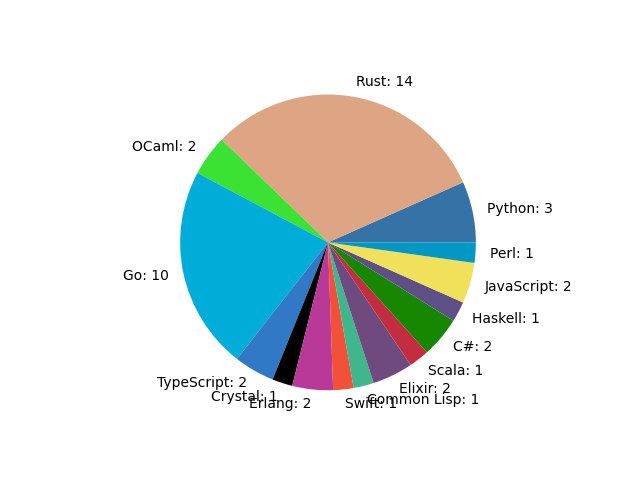 Rust: 14
OCaml: 2
Python: 3
Perl: 1
Go: 10
JavaScript: 2
Haskell: 1
C#: 2
Scala: 1
TypeScript: 2
Elixir: 2
Crystal: 1
Common Lisp: 1
Erlang: 2
Swift: 1